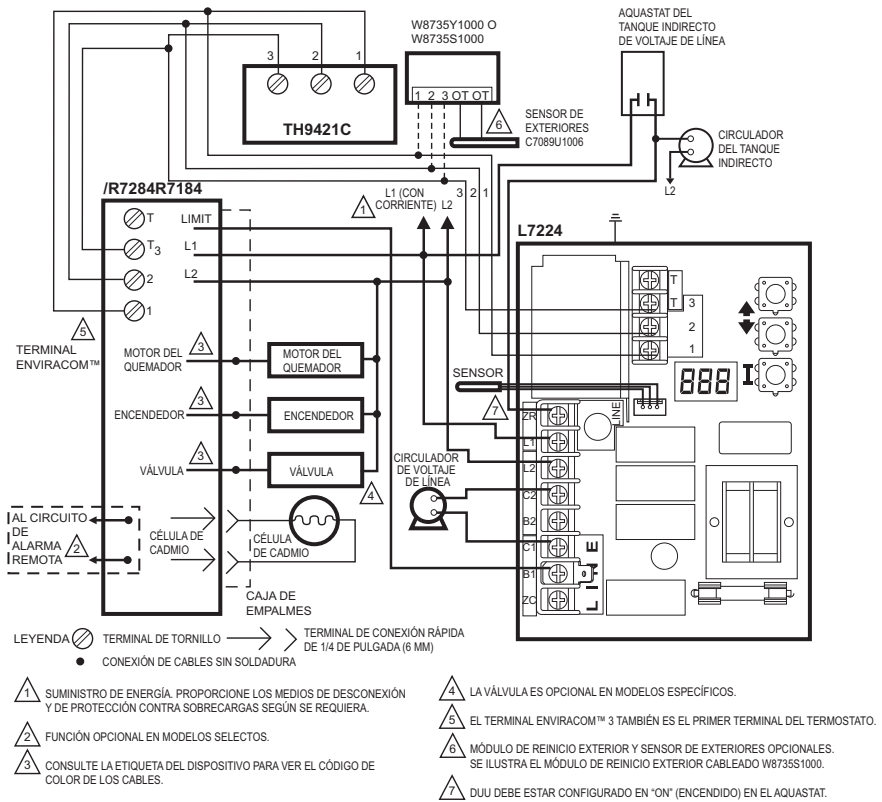 AQUASTAT DEL
TANQUE INDIRECTO
DE VOLTAJE DE LÍNEA
W8735Y1000 O
W8735S1000
3 2 1
TH9421C
1 2 3 OT OT
6
SENSOR DE
EXTERIORES
C7089U1006
CIRCULADOR
DEL TANQUE
INDIRECTO
L2
/R7284R7184
1
L1 (CON
CORRIENTE)
L2
3 2 1
L7224
T
LIMIT
T3
L1
2
L2
1
5
TERMINAL
ENVIRACOM™
T
T
3
2
1
MOTOR DEL
QUEMADOR
3
MOTOR DEL
QUEMADOR
SENSOR
7
888
I
ENCENDEDOR
3
ENCENDEDOR
VÁLVULA
3
VÁLVULA
4
CIRCULADOR
DE VOLTAJE
DE LÍNEA
ZR
LINE
L1
L2
C2
B2
C1
B1
ZC
LINE
AL CIRCUITO
DE
ALARMA
REMOTA
2
CÉLULA DE
CADMIO
CÉLULA
DE CADMIO
CAJA DE
EMPALMES
LEYENDA
TERMINAL DE TORNILLO
TERMINAL DE CONEXIÓN RÁPIDA
DE 1/4 DE PULGADA (6 MM)
CONEXIÓN DE CABLES SIN SOLDADURA
1 SUMINISTRO DE ENERGÍA. PROPORCIONE LOS MEDIOS DE DESCONEXIÓN
Y DE PROTECCIÓN CONTRA SOBRECARGAS SEGÚN SE REQUIERA.
2 FUNCIÓN OPCIONAL EN MODELOS SELECTOS.
3 CONSULTE LA ETIQUETA DEL DISPOSITIVO PARA VER EL CÓDIGO DE
COLOR DE LOS CABLES.
4 LA VÁLVULA ES OPCIONAL EN MODELOS ESPECÍFICOS.
5 EL TERMINAL ENVIRACOM™ 3 TAMBIÉN ES EL PRIMER TERMINAL DEL TERMOSTATO.
6 MÓDULO DE REINICIO EXTERIOR Y SENSOR DE EXTERIORES OPCIONALES.
SE ILUSTRA EL MÓDULO DE REINICIO EXTERIOR CABLEADO W8735S1000.
7 DUU DEBE ESTAR CONFIGURADO EN “ON” (ENCENDIDO) EN EL AQUASTAT.